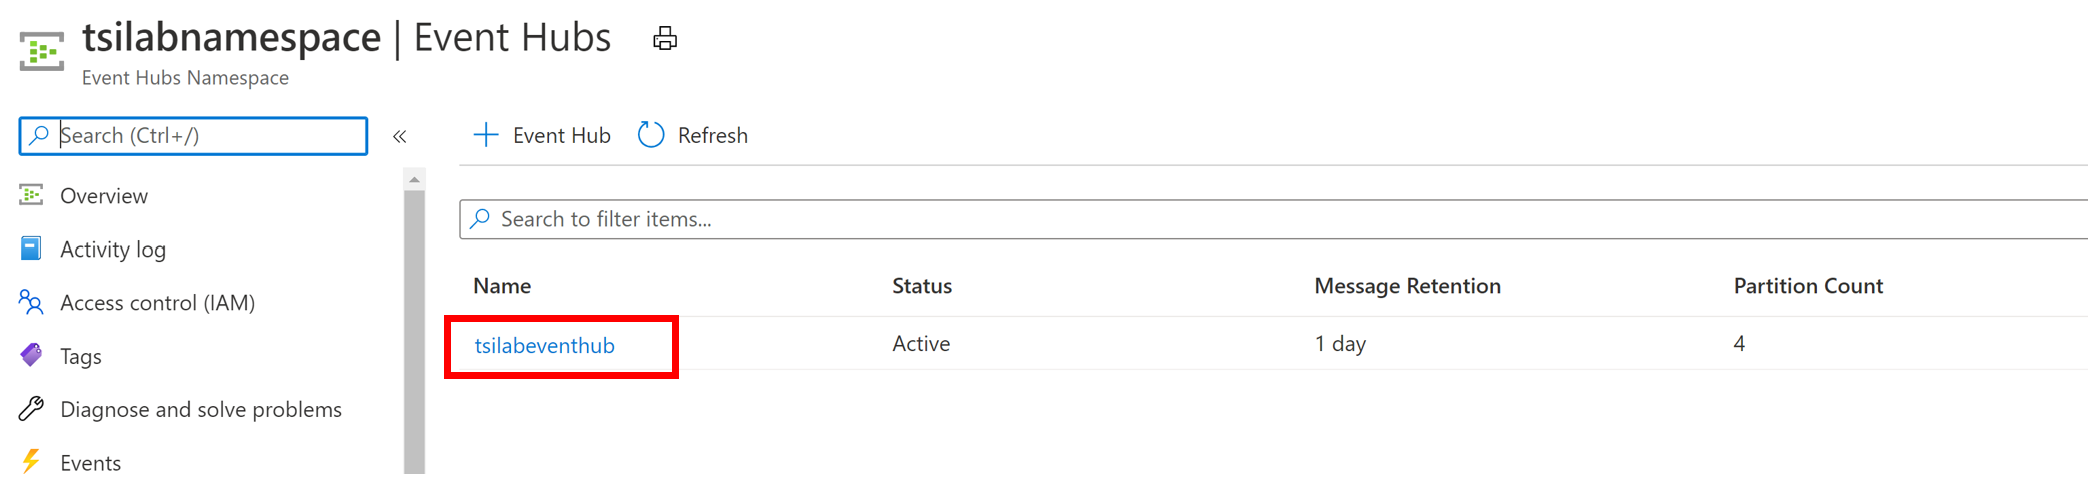 tsilabnamespace | Event Hubs
Event Hubs Namespace
Search (Ctrl+/)
«
Overview
Activity log
Access control (IAM)
Tags
Diagnose and solve problems
Events
+ Event Hub Refresh
Search to filter items...
Name Status Message Retention Partition Count
tsilabeventhub Active 1 day 4